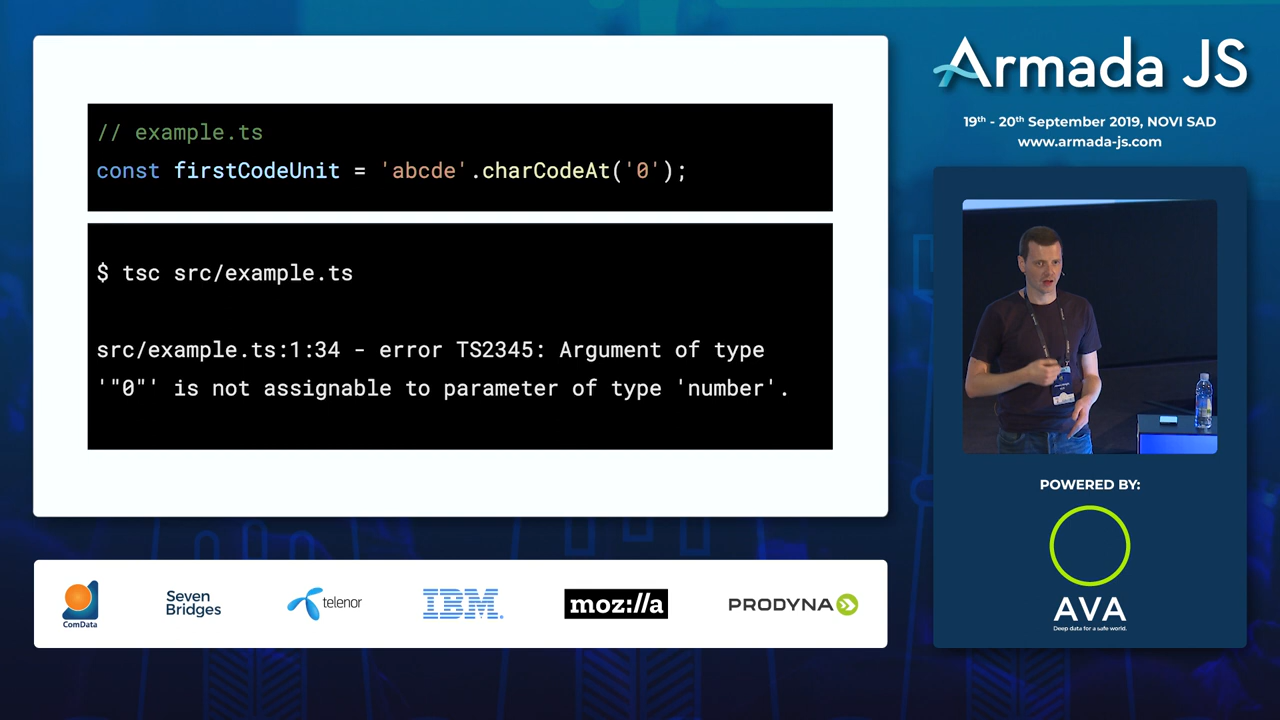 // example.ts
const firstCodeUnit = 'abcde'.charCodeAt('0');
$ tsc src/example.ts
src/example.ts:1:34 - error TS2345: Argument of type
'"0"' is not assignable to parameter of type 'number'.
Armada JS
19th - 20th September 2019, NOVI SAD
www.armada-js.com
POWERED BY:
AVA
Deep data for a safe world.
ComData
Seven
Bridges
telenor
IBM
moz://a
PRODYNA